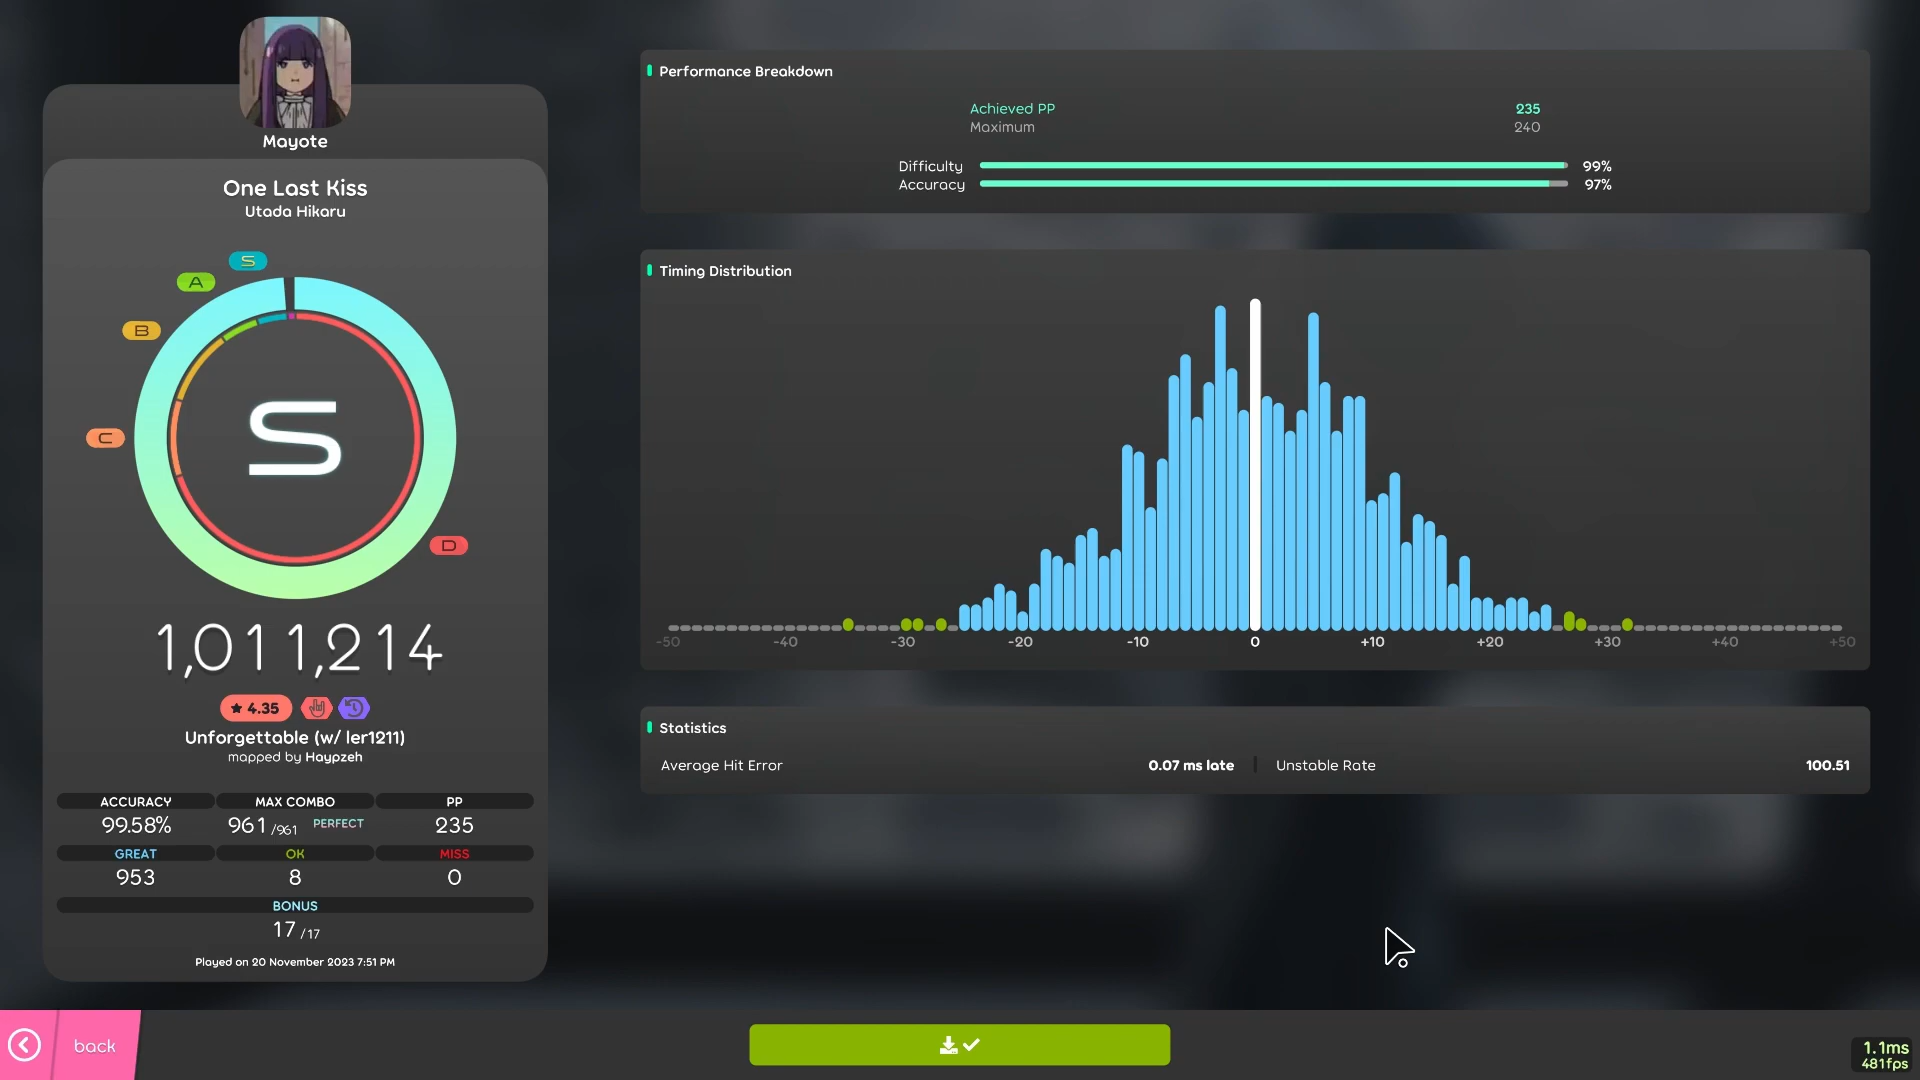 Mayote
One Last Kiss
Utada Hikaru
S
A
B
C
D
S
1,011,214
★ 4.35
Unforgettable (w/ ler1211)
mapped by Haypzeh
ACCURACY MAX COMBO PP
99.58% 961 /961 PERFECT 235
GREAT OK MISS
953 8 0
BONUS
17 /17
Played on 20 November 2023 7:51 PM
Performance Breakdown
Achieved PP 235
Maximum 240
Difficulty 99%
Accuracy 97%
Timing Distribution
-50 -40 -30 -20 -10 0 +10 +20 +30 +40 +50
Statistics
Average Hit Error 0.07 ms late Unstable Rate 100.51
back
1.1ms
481fps